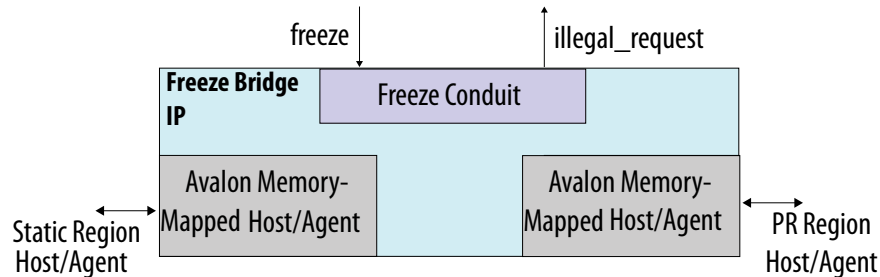 freeze
illegal_request
Freeze Bridge
IP
Freeze Conduit
Avalon Memory-
Mapped Host/Agent
Avalon Memory-
Mapped Host/Agent
Static Region
Host/Agent
PR Region
Host/Agent